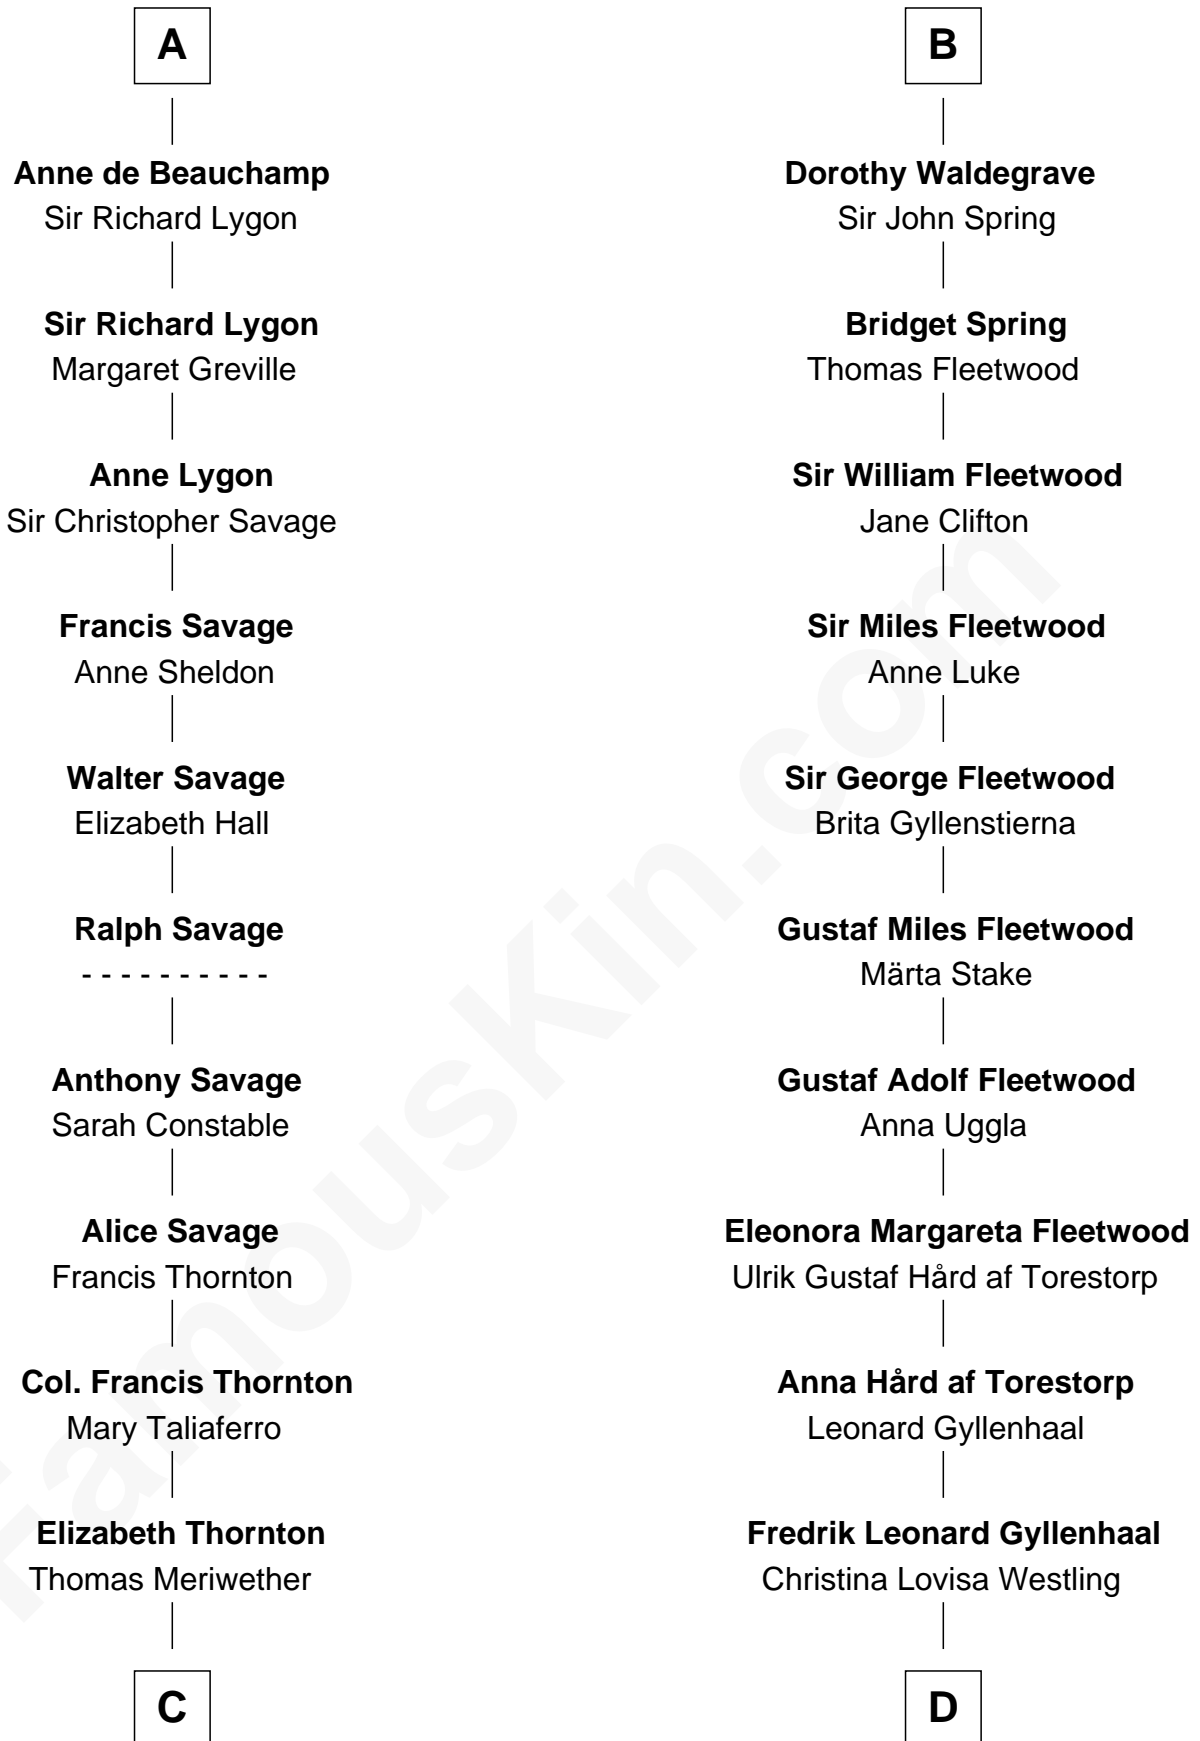 A
Anne de Beauchamp
Sir Richard Lygon
Sir Richard Lygon
Margaret Greville
Anne Lygon
Sir Christopher Savage
Francis Savage
Anne Sheldon
Walter Savage
Elizabeth Hall
Ralph Savage
- - - - - - - - - -
Anthony Savage
Sarah Constable
Alice Savage
Francis Thornton
Col. Francis Thornton
Mary Taliaferro
Elizabeth Thornton
Thomas Meriwether
C
B
Dorothy Waldegrave
Sir John Spring
Bridget Spring
Thomas Fleetwood
Sir William Fleetwood
Jane Clifton
Sir Miles Fleetwood
Anne Luke
Sir George Fleetwood
Brita Gyllenstierna
Gustaf Miles Fleetwood
Märta Stake
Gustaf Adolf Fleetwood
Anna Uggla
Eleonora Margareta Fleetwood
Ulrik Gustaf Hård af Torestorp
Anna Hård af Torestorp
Leonard Gyllenhaal
Fredrik Leonard Gyllenhaal
Christina Lovisa Westling
D
FamousKin.com